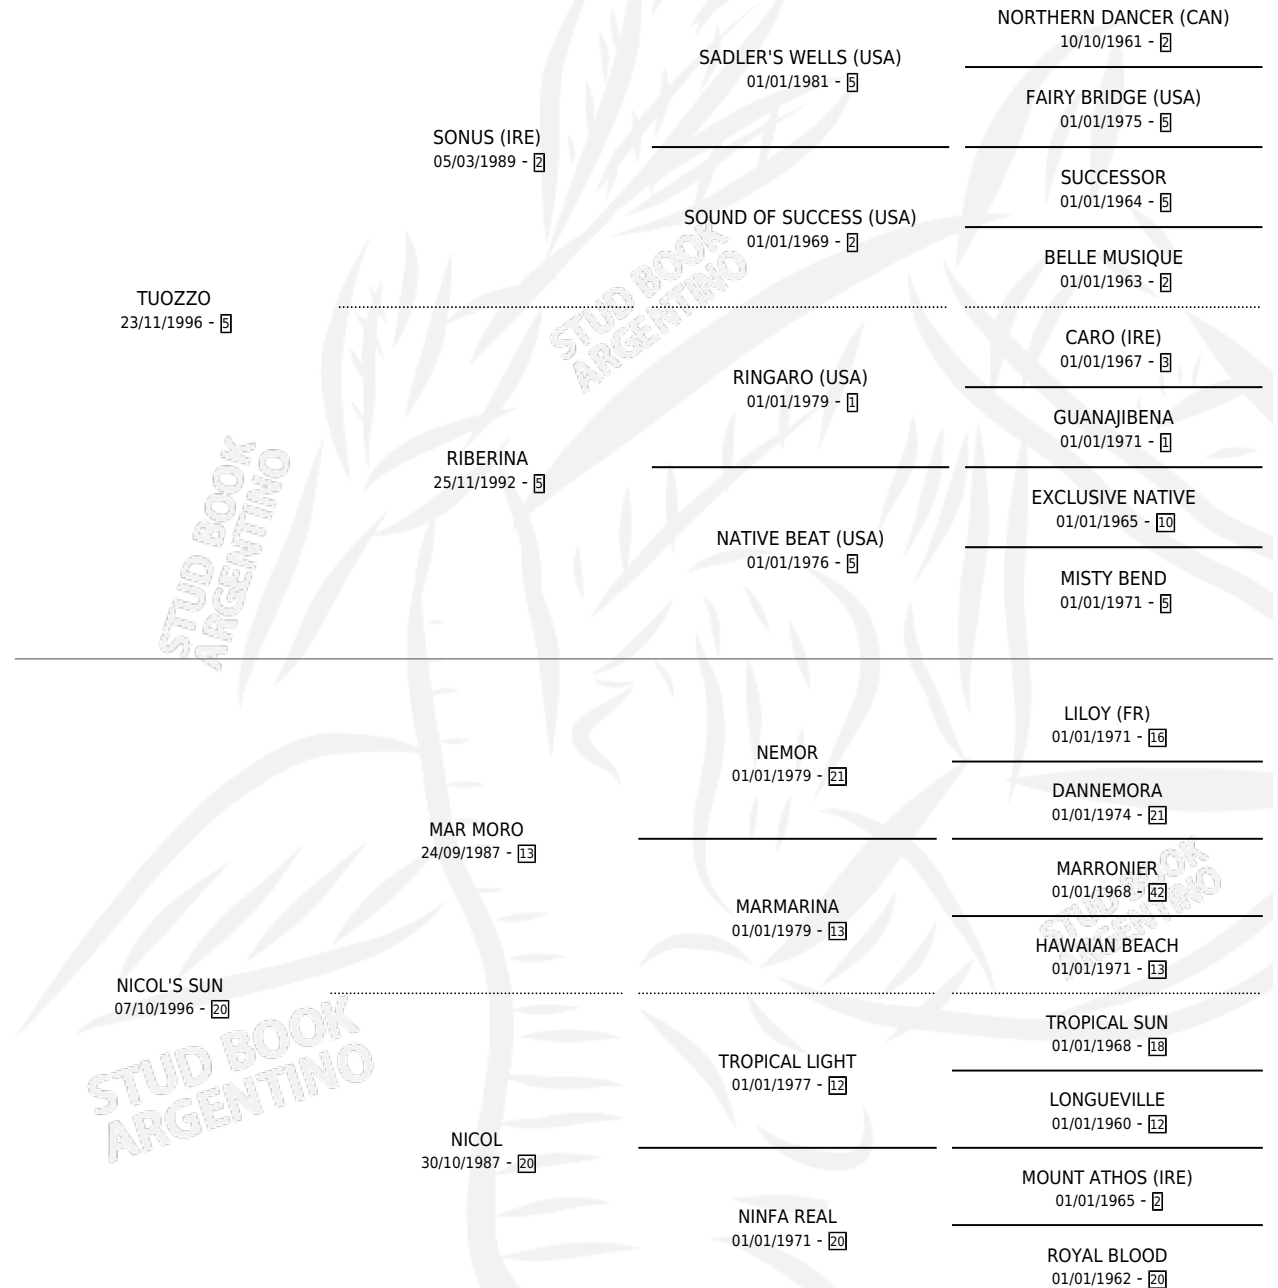 NORTHERN DANCER (CAN)
10/10/1961 - 2
SADLER'S WELLS (USA)
01/01/1981 - 5
FAIRY BRIDGE (USA)
01/01/1975 - 5
SONUS (IRE)
05/03/1989 - 2
SUCCESSOR
01/01/1964 - 5
SOUND OF SUCCESS (USA)
01/01/1969 - 2
BELLE MUSIQUE
01/01/1963 - 2
STUD BOOK
ARGENTINO
TUOZZO
23/11/1996 - 5
CARO (IRE)
01/01/1967 - 3
RINGARO (USA)
01/01/1979 - 1
GUANAJIBENA
01/01/1971 - 1
RIBERINA
25/11/1992 - 5
EXCLUSIVE NATIVE
01/01/1965 - 10
NATIVE BEAT (USA)
01/01/1976 - 5
MISTY BEND
01/01/1971 - 5
STUD BOOK
ARGENTINO
LILOY (FR)
01/01/1971 - 16
NEMOR
01/01/1979 - 21
DANNEMORA
01/01/1974 - 21
MAR MORO
24/09/1987 - 13
MARRONIER
01/01/1968 - 42
MARMARINA
01/01/1979 - 13
STUD BOOK
ARGENTINO
HAWAIAN BEACH
01/01/1971 - 13
NICOL'S SUN
07/10/1996 - 20
TROPICAL SUN
01/01/1968 - 18
TROPICAL LIGHT
01/01/1977 - 12
LONGUEVILLE
01/01/1960 - 12
STUD BOOK
ARGENTINO
NICOL
30/10/1987 - 20
MOUNT ATHOS (IRE)
01/01/1965 - 2
NINFA REAL
01/01/1971 - 20
ROYAL BLOOD
01/01/1962 - 20